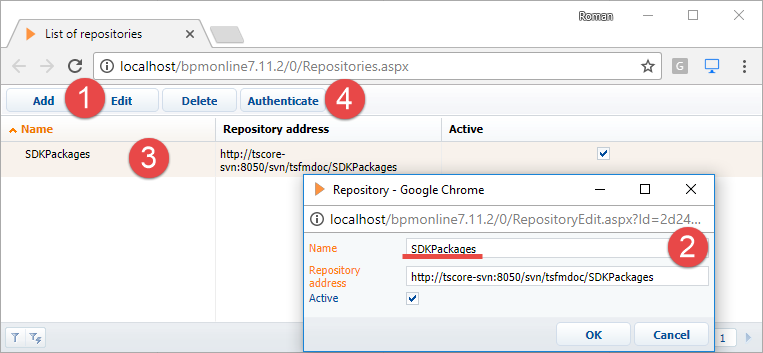 Roman
List of repositories
localhost/bpmonline7.11.2/0/Repositories.aspx
G
Add 1 Edit Delete Authenticate 4
Name Repository address Active
SDKPackages 3 http://tscore-
svn:8050/svn/tsfmdoc/SDKPackages
Repository - Google Chrome
localhost/bpmonline7.11.2/0/RepositoryEdit.aspx?Id=2d24...
Name SDKPackages 2
Repository
address http://tscore-svn:8050/svn/tsfmdoc/SDKPackages
Active
OK Cancel
1